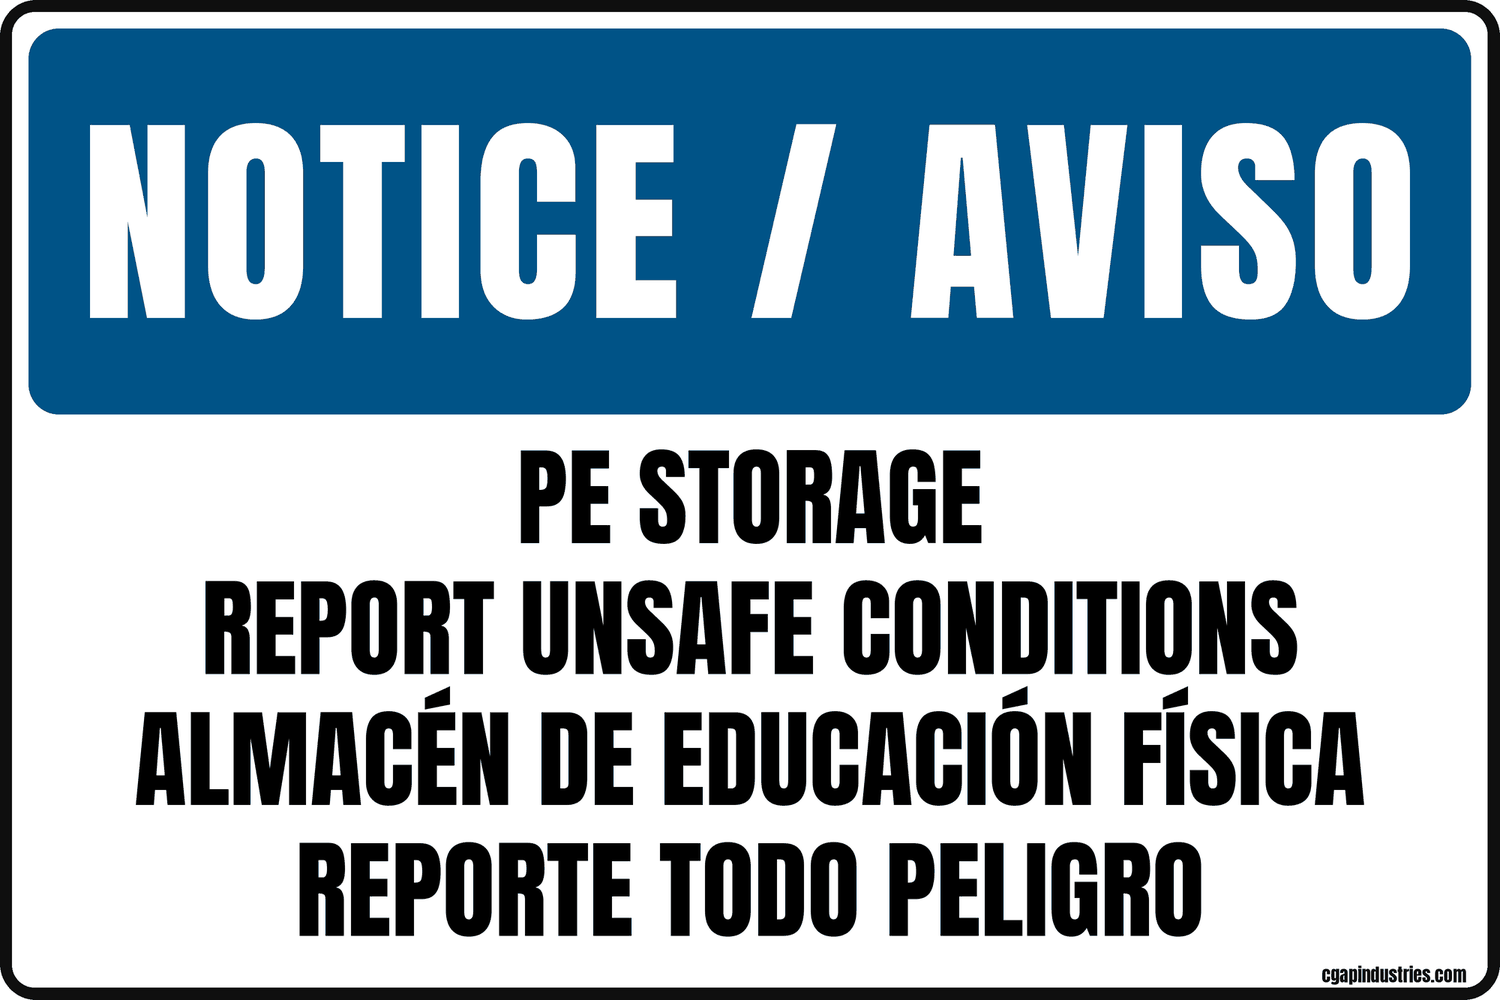 NOTICE / AVISO
PE STORAGE
REPORT UNSAFE CONDITIONS
ALMACÉN DE EDUCACIÓN FÍSICA
REPORTE TODO PELIGRO
cgapindustries.com